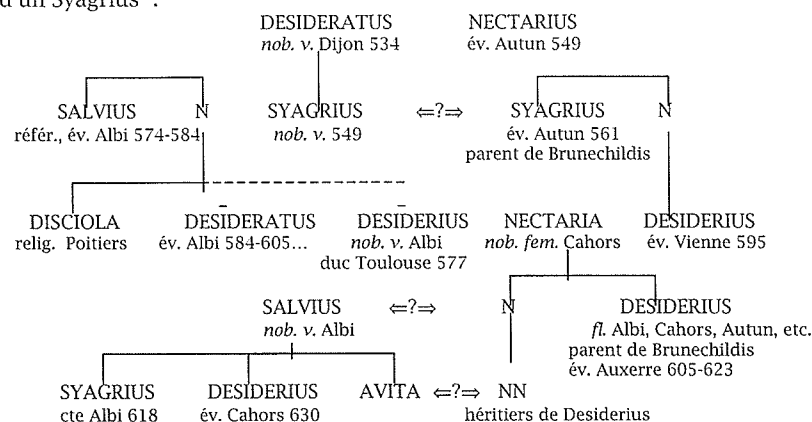 d'un Syagrius .
DESIDERATUS NECTARIUS
nob. v. Dijon 534 év. Autun 549
SALVIUS N SYAGRIUS ⇐?⇒ SYAGRIUS N
référ., év. Albi 574-584 nob. v. 549 év. Autun 561
parent de Brunechildis
DISCIOLA DESIDERATUS DESIDERIUS NECTARIA DESIDERIUS
relig. Poitiers év. Albi 584-605... nob. v. Albi nob. fem. Cahors év. Vienne 595
duc Toulouse 577
SALVIUS ⇐?⇒ N DESIDERIUS
nob. v. Albi fl. Albi, Cahors, Autun, etc.
parent de Brunechildis
év. Auxerre 605-623
SYAGRIUS DESIDERIUS AVITA ⇐?⇒ NN
cte Albi 618 év. Cahors 630 héritiers de Desiderius